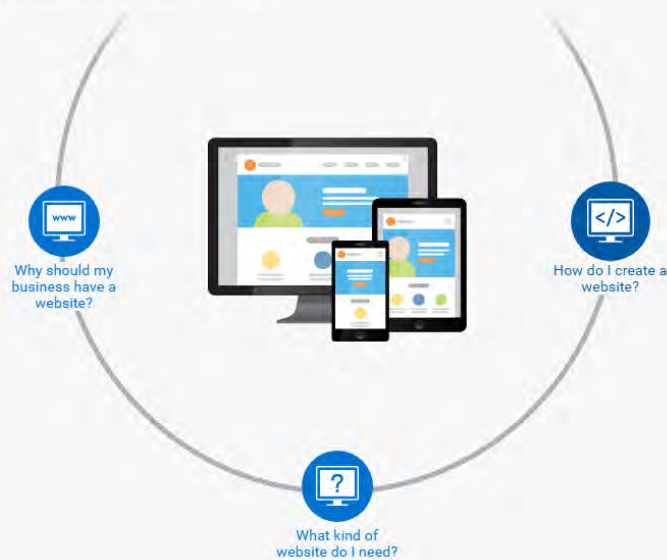 www
Why should my
business have a
website?
</>
How do I create a
website?
?
What kind of
website do I need?